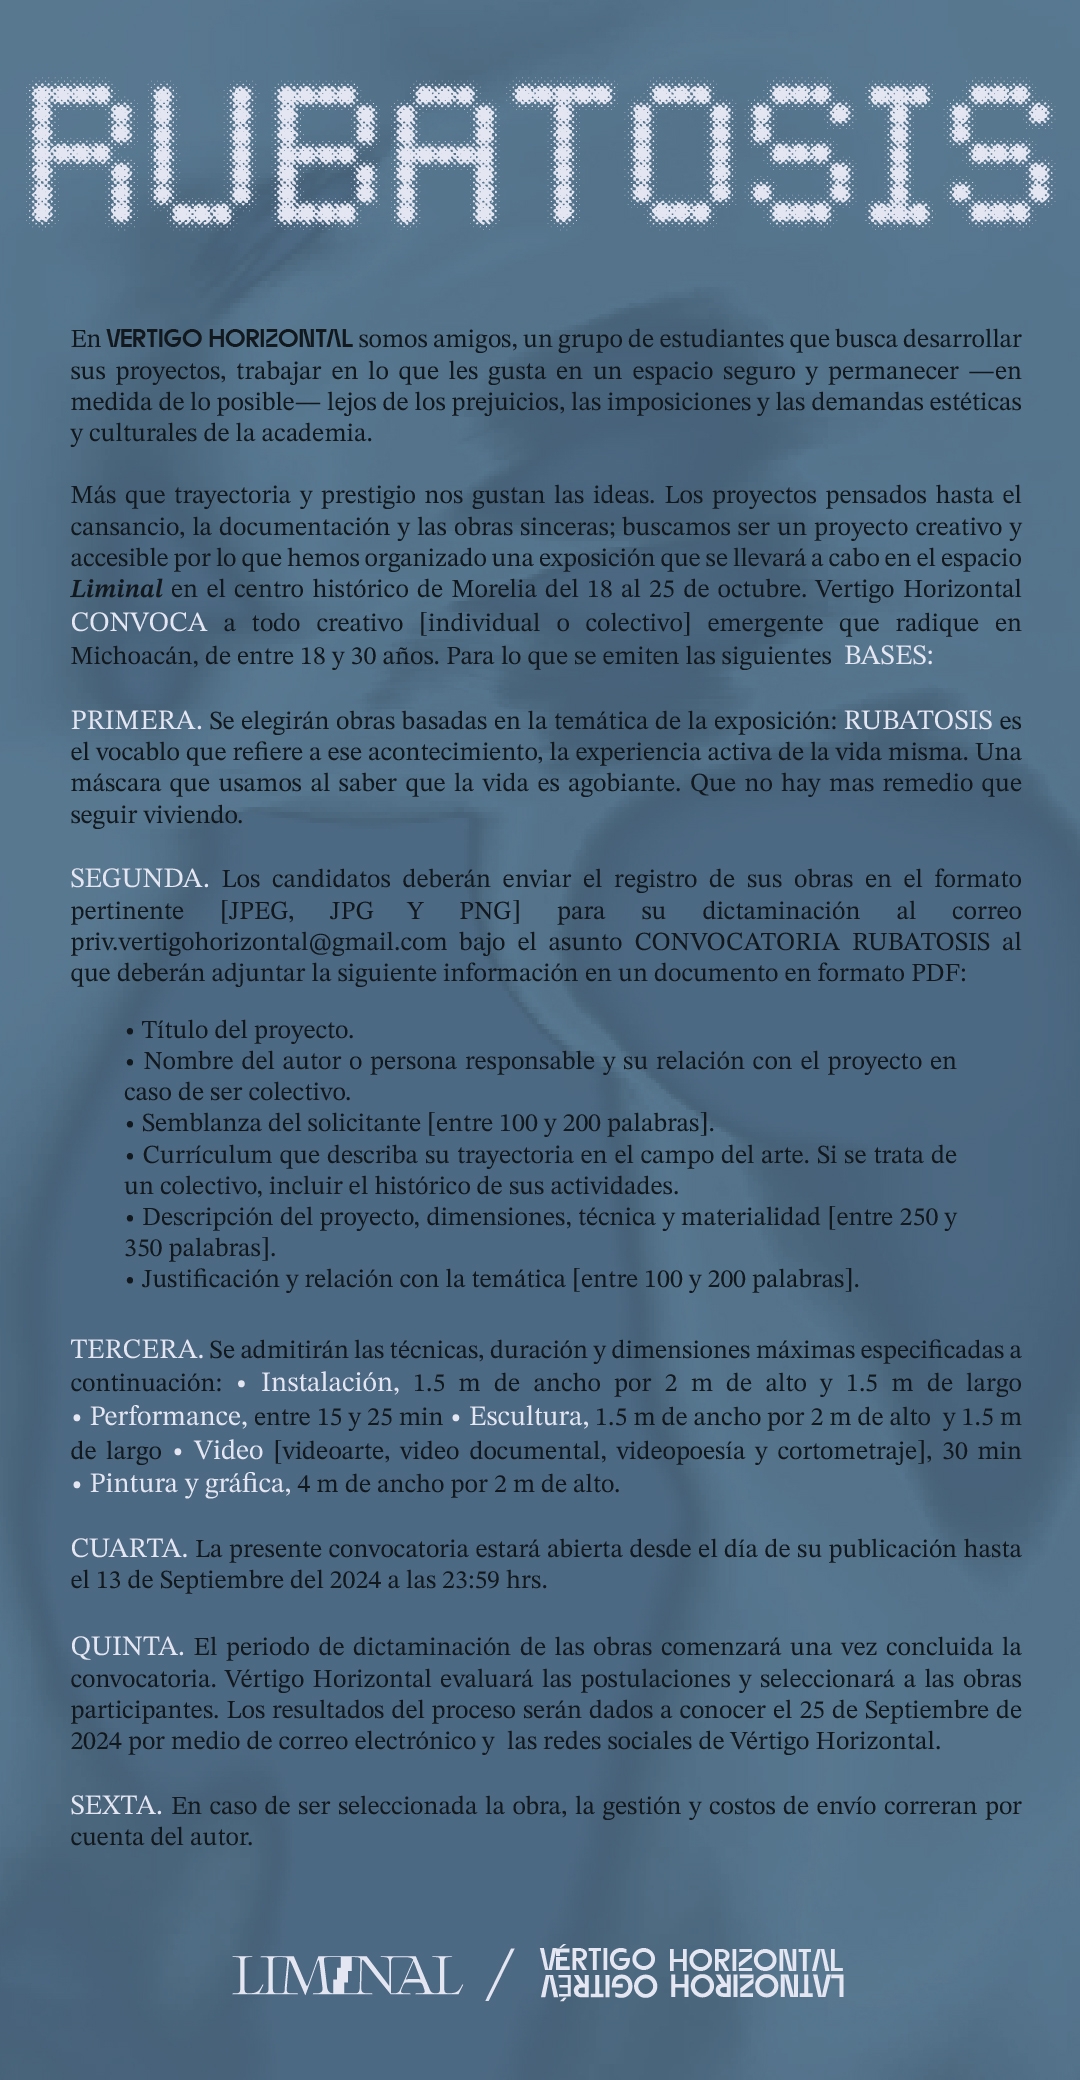 RUBATOSIS
En VERTIGO HORIZONTAL somos amigos, un grupo de estudiantes que busca desarrollar
sus proyectos, trabajar en lo que les gusta en un espacio seguro y permanecer —en
medida de lo posible— lejos de los prejuicios, las imposiciones y las demandas estéticas
y culturales de la academia.
Más que trayectoria y prestigio nos gustan las ideas. Los proyectos pensados hasta el
cansancio, la documentación y las obras sinceras; buscamos ser un proyecto creativo y
accesible por lo que hemos organizado una exposición que se llevará a cabo en el espacio
Liminal en el centro histórico de Morelia del 18 al 25 de octubre. Vertigo Horizontal
CONVOCA a todo creativo [individual o colectivo] emergente que radique en
Michoacán, de entre 18 y 30 años. Para lo que se emiten las siguientes BASES:
PRIMERA. Se elegirán obras basadas en la temática de la exposición: RUBATOSIS es
el vocablo que refiere a ese acontecimiento, la experiencia activa de la vida misma. Una
máscara que usamos al saber que la vida es agobiante. Que no hay mas remedio que
seguir viviendo.
SEGUNDA. Los candidatos deberán enviar el registro de sus obras en el formato
pertinente [JPEG, JPG Y PNG] para su dictaminación al correo
priv.vertigohorizontal@gmail.com bajo el asunto CONVOCATORIA RUBATOSIS al
que deberán adjuntar la siguiente información en un documento en formato PDF:
• Título del proyecto.
• Nombre del autor o persona responsable y su relación con el proyecto en
caso de ser colectivo.
• Semblanza del solicitante [entre 100 y 200 palabras].
• Currículum que describa su trayectoria en el campo del arte. Si se trata de
un colectivo, incluir el histórico de sus actividades.
• Descripción del proyecto, dimensiones, técnica y materialidad [entre 250 y
350 palabras].
• Justificación y relación con la temática [entre 100 y 200 palabras].
TERCERA. Se admitirán las técnicas, duración y dimensiones máximas especificadas a
continuación: • Instalación, 1.5 m de ancho por 2 m de alto y 1.5 m de largo
• Performance, entre 15 y 25 min • Escultura, 1.5 m de ancho por 2 m de alto y 1.5 m
de largo • Video [videoarte, video documental, videopoesía y cortometraje], 30 min
• Pintura y gráfica, 4 m de ancho por 2 m de alto.
CUARTA. La presente convocatoria estará abierta desde el día de su publicación hasta
el 13 de Septiembre del 2024 a las 23:59 hrs.
QUINTA. El periodo de dictaminación de las obras comenzará una vez concluida la
convocatoria. Vértigo Horizontal evaluará las postulaciones y seleccionará a las obras
participantes. Los resultados del proceso serán dados a conocer el 25 de Septiembre de
2024 por medio de correo electrónico y las redes sociales de Vértigo Horizontal.
SEXTA. En caso de ser seleccionada la obra, la gestión y costos de envío correran por
cuenta del autor.
LIMINAL / VÉRTIGO HORIZONTAL
VÉRTIGO HORIZONTAL